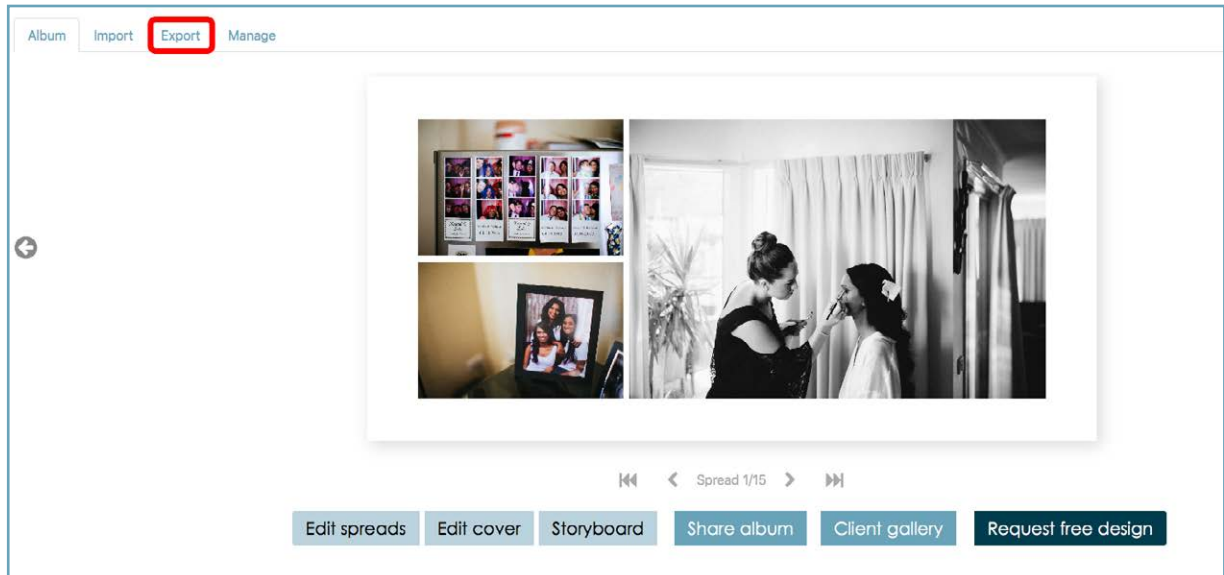 Album Import Export Manage
Spread 1/15
Edit spreads Edit cover Storyboard Share album Client gallery Request free design